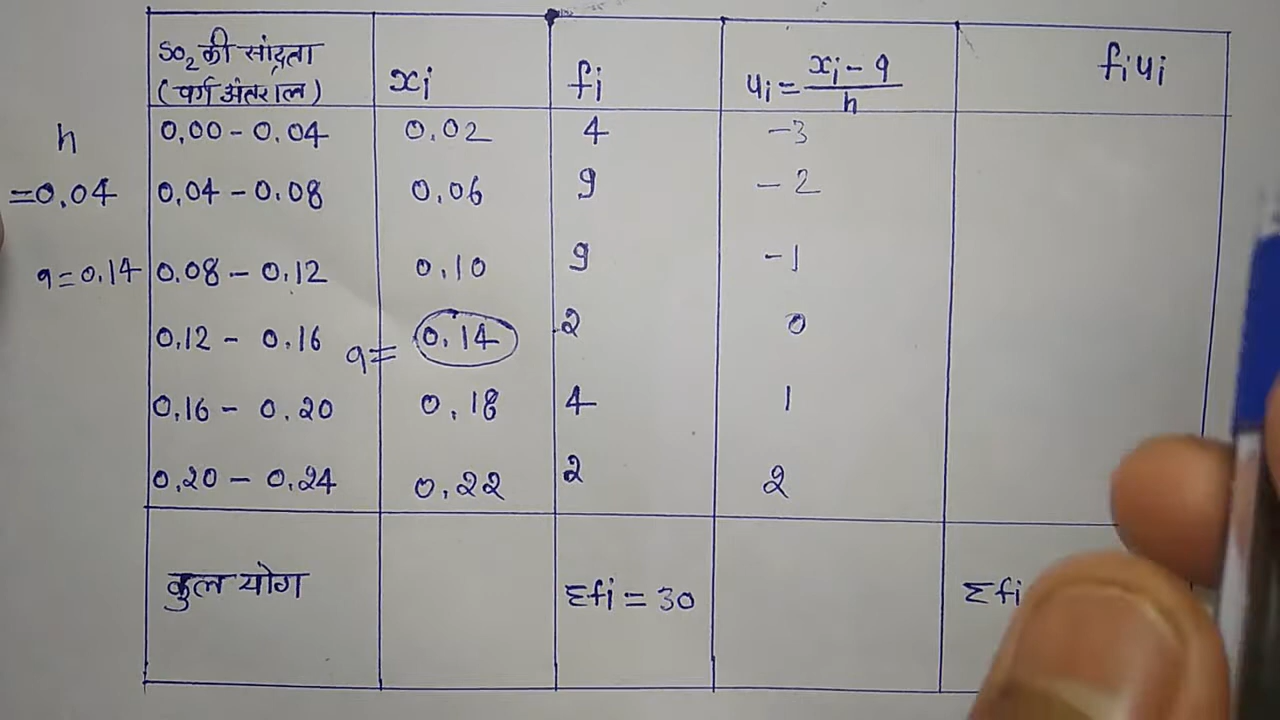 SO₂ की सांद्रता (वर्ग अंतराल) xi fi ui = xi - a / h fiui
h 0.00 - 0.04 0.02 4 -3
= 0.04 0.04 - 0.08 0.06 9 -2
a = 0.14 0.08 - 0.12 0.10 9 -1
0.12 - 0.16 a = 0.14 2 0
0.16 - 0.20 0.18 4 1
0.20 - 0.24 0.22 2 2
कुल योग Σfi = 30 Σfi